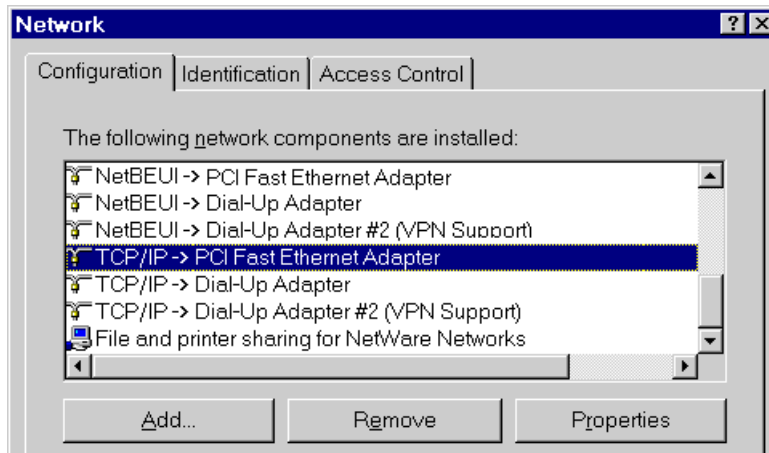 Network
Configuration Identification Access Control
The following network components are installed:
NetBEUI -> PCI Fast Ethernet Adapter
NetBEUI -> Dial-Up Adapter
NetBEUI -> Dial-Up Adapter #2 (VPN Support)
TCP/IP -> PCI Fast Ethernet Adapter
TCP/IP -> Dial-Up Adapter
TCP/IP -> Dial-Up Adapter #2 (VPN Support)
File and printer sharing for NetWare Networks
Add... Remove Properties